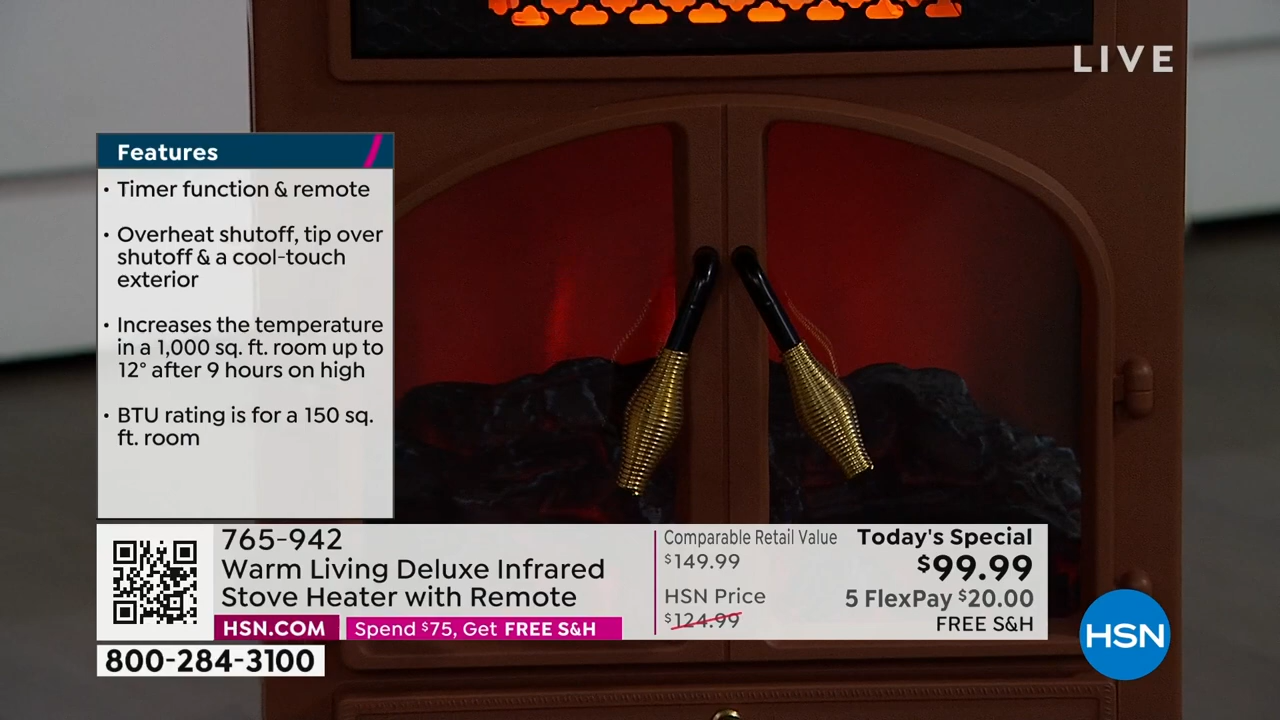 LIVE
Features
• Timer function & remote
• Overheat shutoff, tip over
shutoff & a cool-touch
exterior
• Increases the temperature
in a 1,000 sq. ft. room up to
12° after 9 hours on high
• BTU rating is for a 150 sq.
ft. room
765-942
Warm Living Deluxe Infrared
Stove Heater with Remote
HSN.COM
Spend $75, Get FREE S&H
Comparable Retail Value
$149.99
HSN Price
$124.99
Today's Special
$99.99
5 FlexPay $20.00
FREE S&H
800-284-3100
HSN